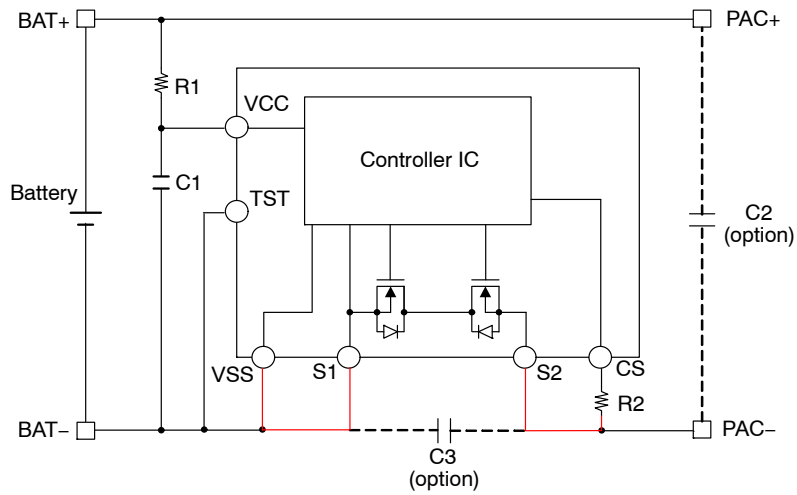 BAT+
PAC+
R1
VCC
Controller IC
C1
TST
Battery
C2
(option)
VSS
S1
S2
CS
R2
BAT−
PAC−
C3
(option)